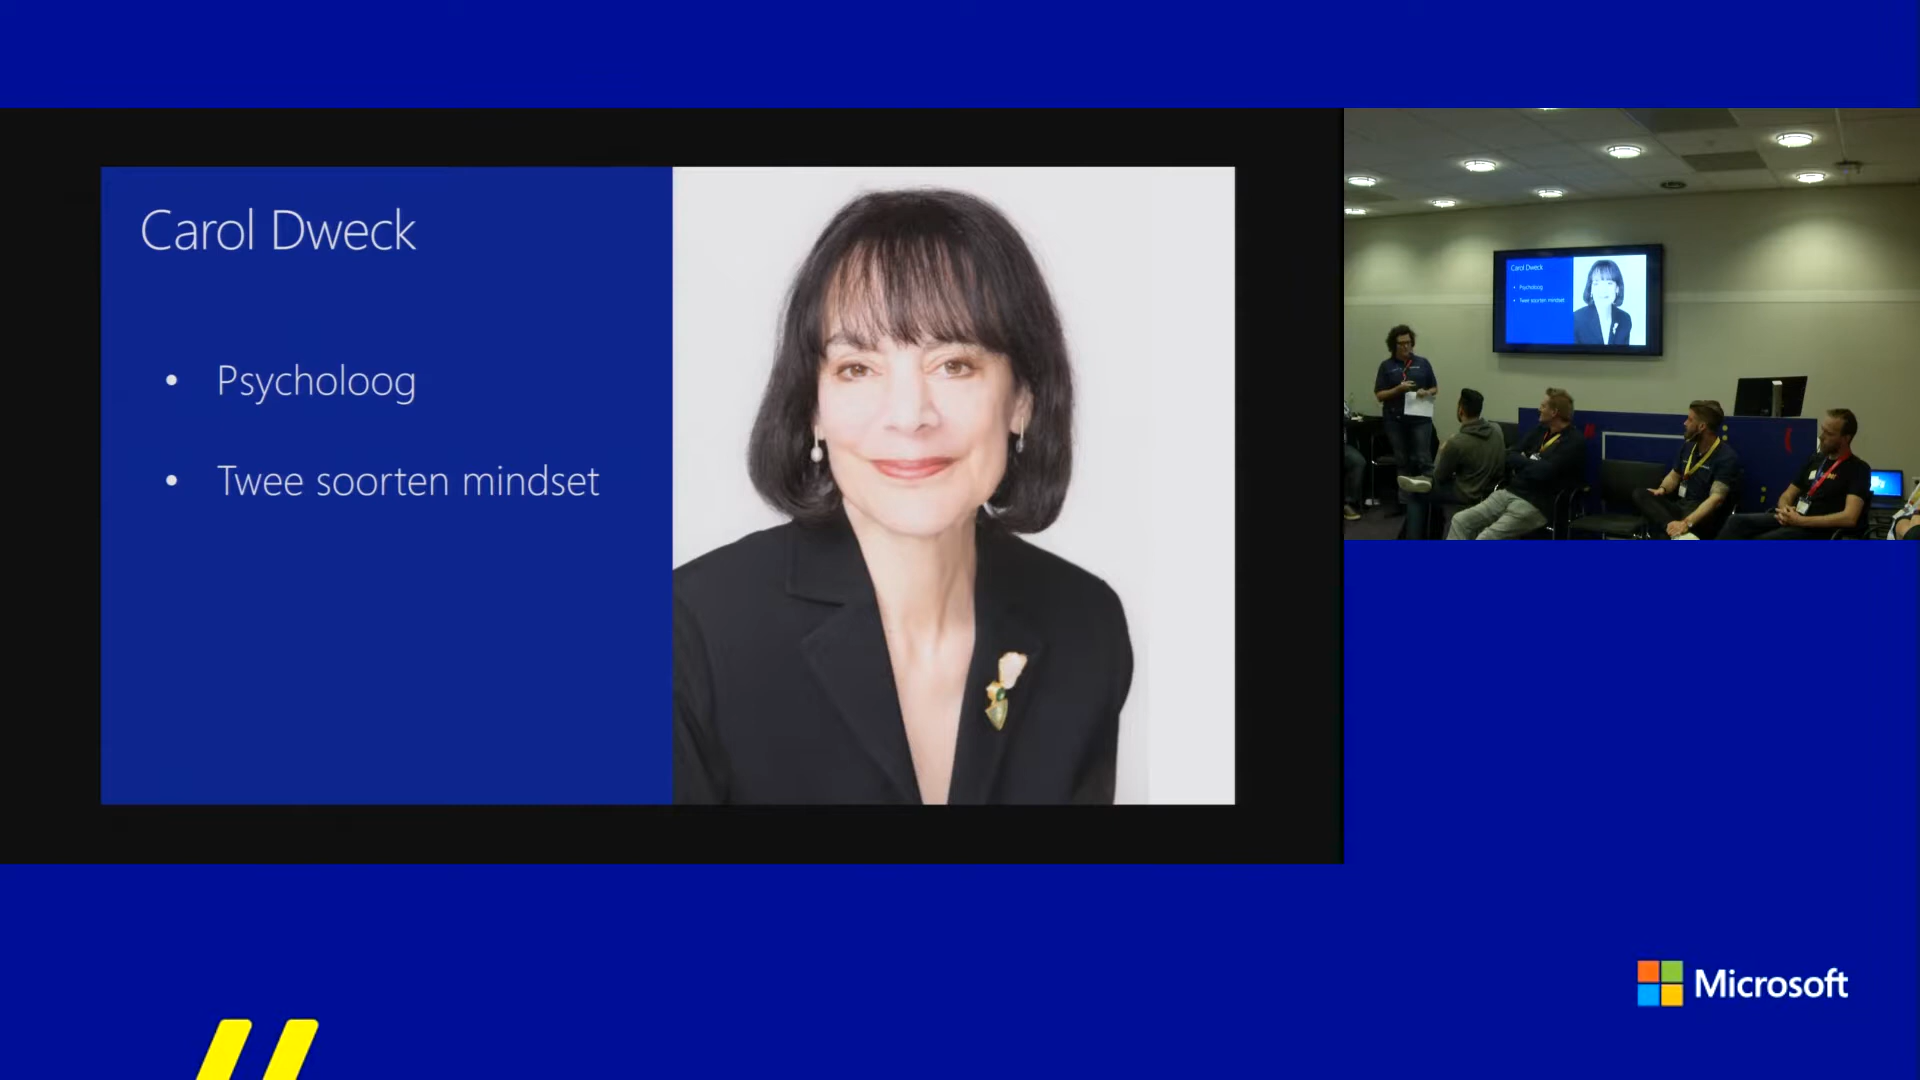 Carol Dweck
• Psycholoog
• Twee soorten mindset
Carol Dweck
• Psycholoog
• Twee soorten mindset
Microsoft